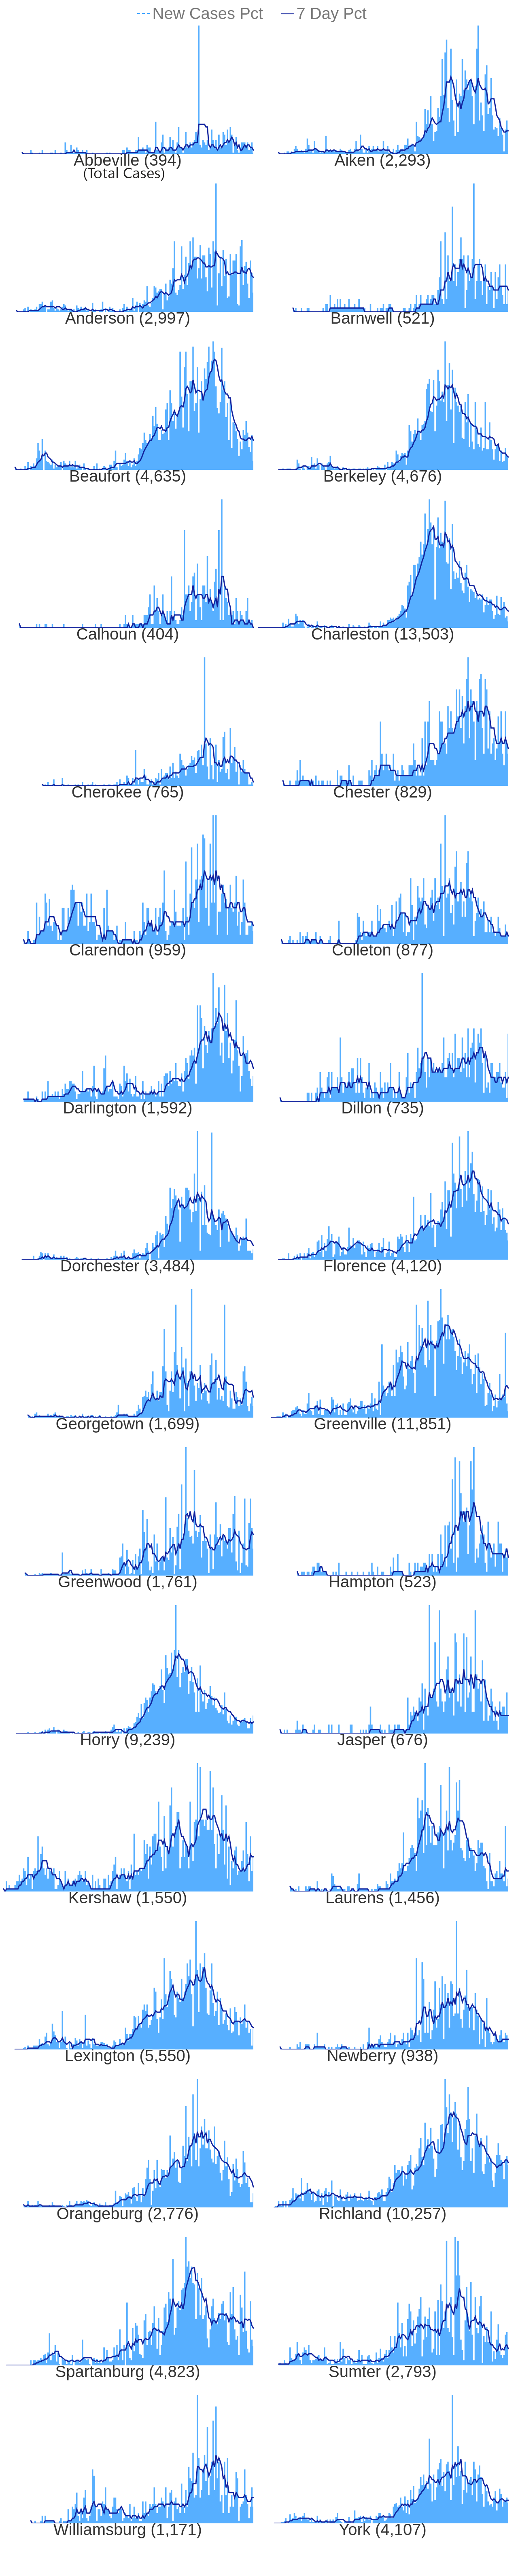 New Cases Pct 7 Day Pct
Abbeville (394) Aiken (2,293)
(Total Cases)
Anderson (2,997) Barnwell (521)
Beaufort (4,635) Berkeley (4,676)
Calhoun (404) Charleston (13,503)
Cherokee (765) Chester (829)
Clarendon (959) Colleton (877)
Darlington (1,592) Dillon (735)
Dorchester (3,484) Florence (4,120)
Georgetown (1,699) Greenville (11,851)
Greenwood (1,761) Hampton (523)
Horry (9,239) Jasper (676)
Kershaw (1,550) Laurens (1,456)
Lexington (5,550) Newberry (938)
Orangeburg (2,776) Richland (10,257)
Spartanburg (4,823) Sumter (2,793)
Williamsburg (1,171) York (4,107)